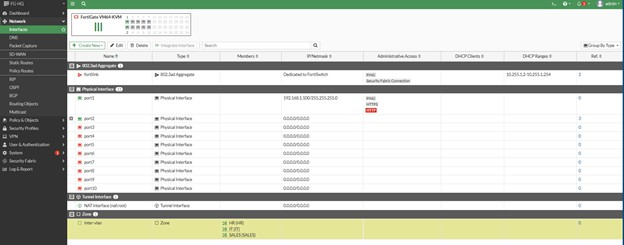 FG-HQ
admin
Dashboard
Network
Interfaces
DNS
Packet Capture
SD-WAN
Static Routes
Policy Routes
RIP
OSPF
BGP
Routing Objects
Multicast
Policy & Objects
Security Profiles
VPN
User & Authentication
System
Security Fabric
Log & Report
FortiGate VM64-KVM
Create New Edit Delete Integrate Interface Search Group By Type
Name Type Members IP/Netmask Administrative Access DHCP Clients DHCP Ranges Ref.
802.3ad Aggregate 1
fortilink 802.3ad Aggregate Dedicated to FortiSwitch PING 10.255.1.2-10.255.1.254 2
Security Fabric Connection
Physical Interface
port1 Physical Interface 192.168.1.100/255.255.255.0 PING 0
HTTPS
HTTP
port2 Physical Interface 0.0.0.0/0.0.0.0 3
port3 Physical Interface 0.0.0.0/0.0.0.0 0
port4 Physical Interface 0.0.0.0/0.0.0.0 0
port5 Physical Interface 0.0.0.0/0.0.0.0 0
port6 Physical Interface 0.0.0.0/0.0.0.0 0
port7 Physical Interface 0.0.0.0/0.0.0.0 0
port8 Physical Interface 0.0.0.0/0.0.0.0 0
port9 Physical Interface 0.0.0.0/0.0.0.0 0
port10 Physical Interface 0.0.0.0/0.0.0.0 0
Tunnel Interface 1
NAT interface (naf.root) Tunnel Interface 0.0.0.0/0.0.0.0 0
Zone 1
inter vlan Zone HR (HR) 0
IT (IT)
SALES (SALES)